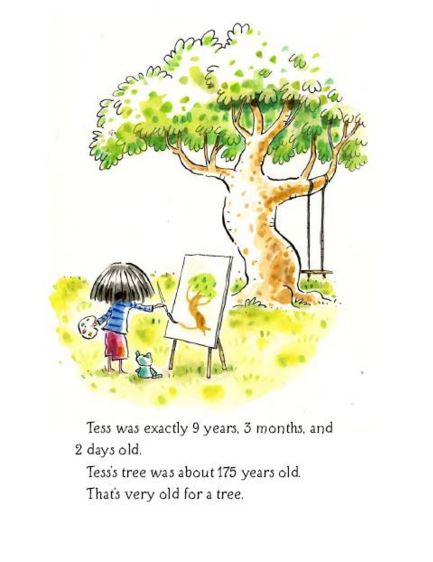 Tess was exactly 9 years, 3 months, and
2 days old.
Tess's tree was about 175 years old.
That's very old for a tree.